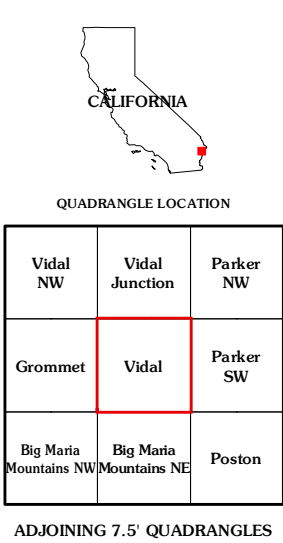 CALIFORNIA
QUADRANGLE LOCATION
Vidal
NW
Vidal
Junction
Parker
NW
Grommet
Vidal
Parker
SW
Big Maria
Mountains NW
Big Maria
Mountains NE
Poston
ADJOINING 7.5' QUADRANGLES